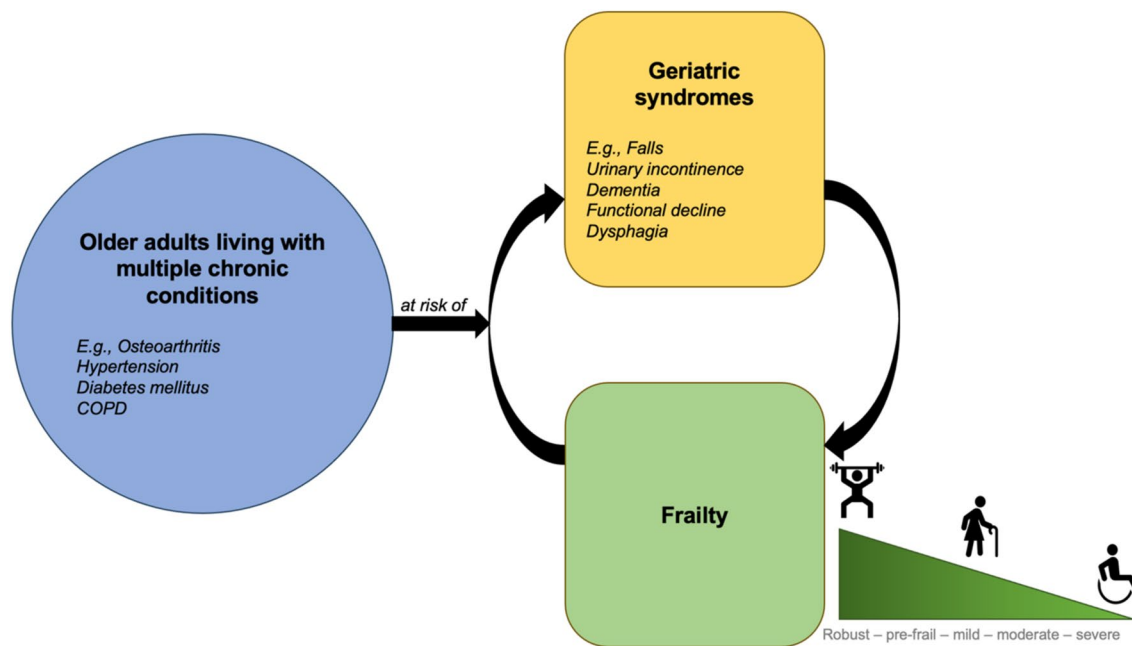 Older adults living with
multiple chronic
conditions
E.g., Osteoarthritis
Hypertension
Diabetes mellitus
COPD
at risk of
Geriatric
syndromes
E.g., Falls
Urinary incontinence
Dementia
Functional decline
Dysphagia
Frailty
Robust – pre-frail – mild – moderate – severe